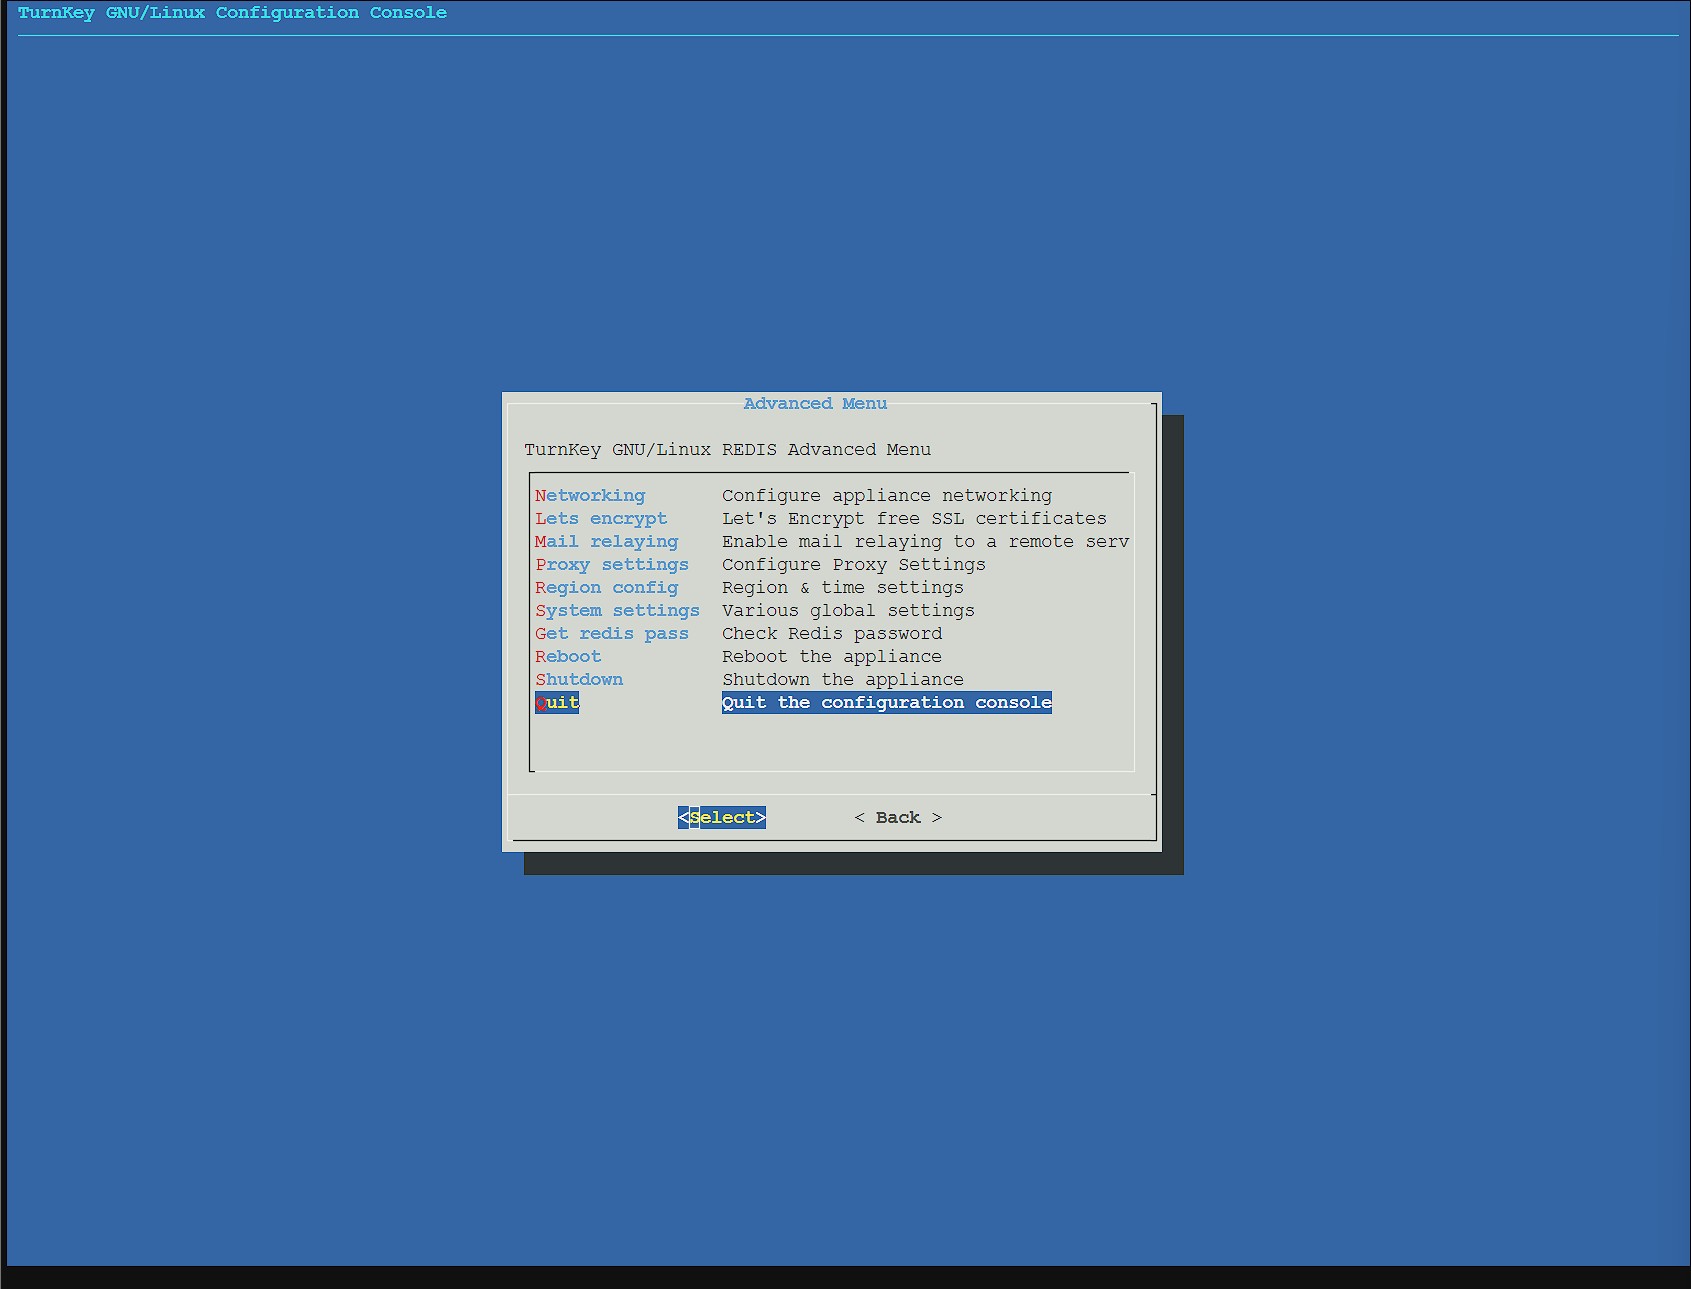 TurnKey GNU/Linux Configuration Console
Advanced Menu
TurnKey GNU/Linux REDIS Advanced Menu
Networking Configure appliance networking
Lets encrypt Let's Encrypt free SSL certificates
Mail relaying Enable mail relaying to a remote serv
Proxy settings Configure Proxy Settings
Region config Region & time settings
System settings Various global settings
Get redis pass Check Redis password
Reboot Reboot the appliance
Shutdown Shutdown the appliance
Quit Quit the configuration console
<Select> < Back >